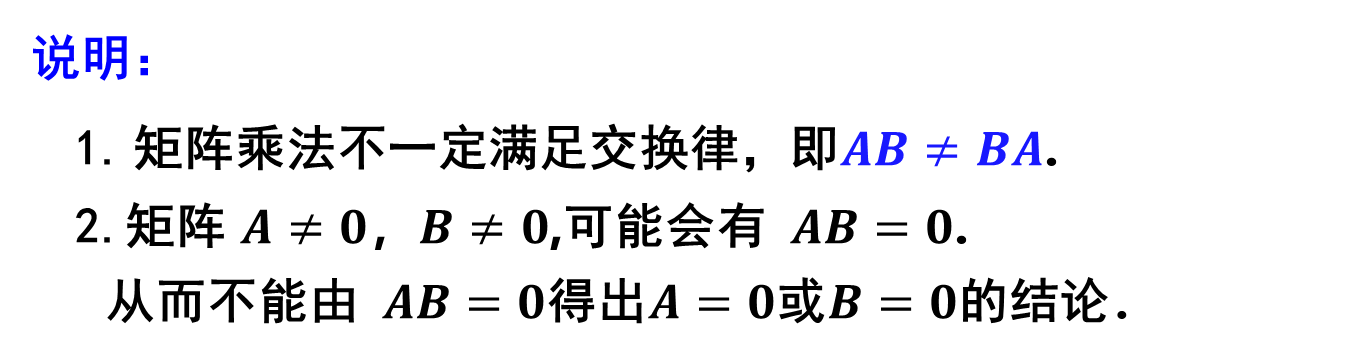 说明：
1. 矩阵乘法不一定满足交换律，即AB ≠ BA.
2. 矩阵 A ≠ 0，B ≠ 0,可能会有 AB = 0.
从而不能由 AB = 0得出A = 0或B = 0的结论.